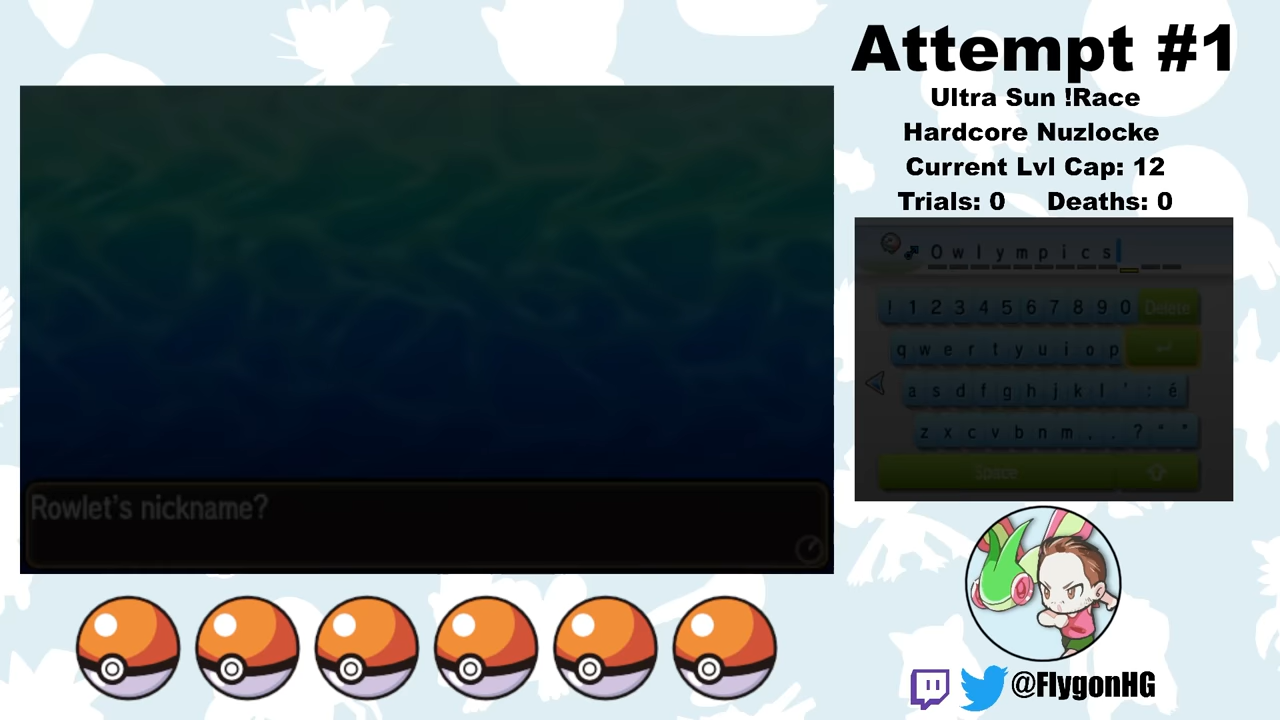 Attempt #1
Ultra Sun !Race
Hardcore Nuzlocke
Current Lvl Cap: 12
Trials: 0 Deaths: 0
Owlympics
! 1 2 3 4 5 6 7 8 9 0 Delete
q w e r t y u i o p
a s d f g h j k l ' : é
z x c v b n m , . ? “ ”
Space
Rowlet's nickname?
@FlygonHG